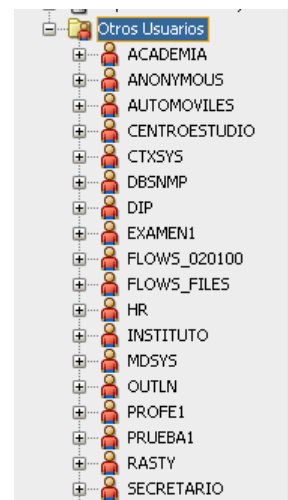 Otros Usuarios
ACADEMIA
ANONYMOUS
AUTOMOVILES
CENTROESTUDIO
CTXSYS
DBSNMP
DIP
EXAMEN1
FLOWS_020100
FLOWS_FILES
HR
INSTITUTO
MDSYS
OUTLN
PROFE1
PRUEBA1
RASTY
SECRETARIO